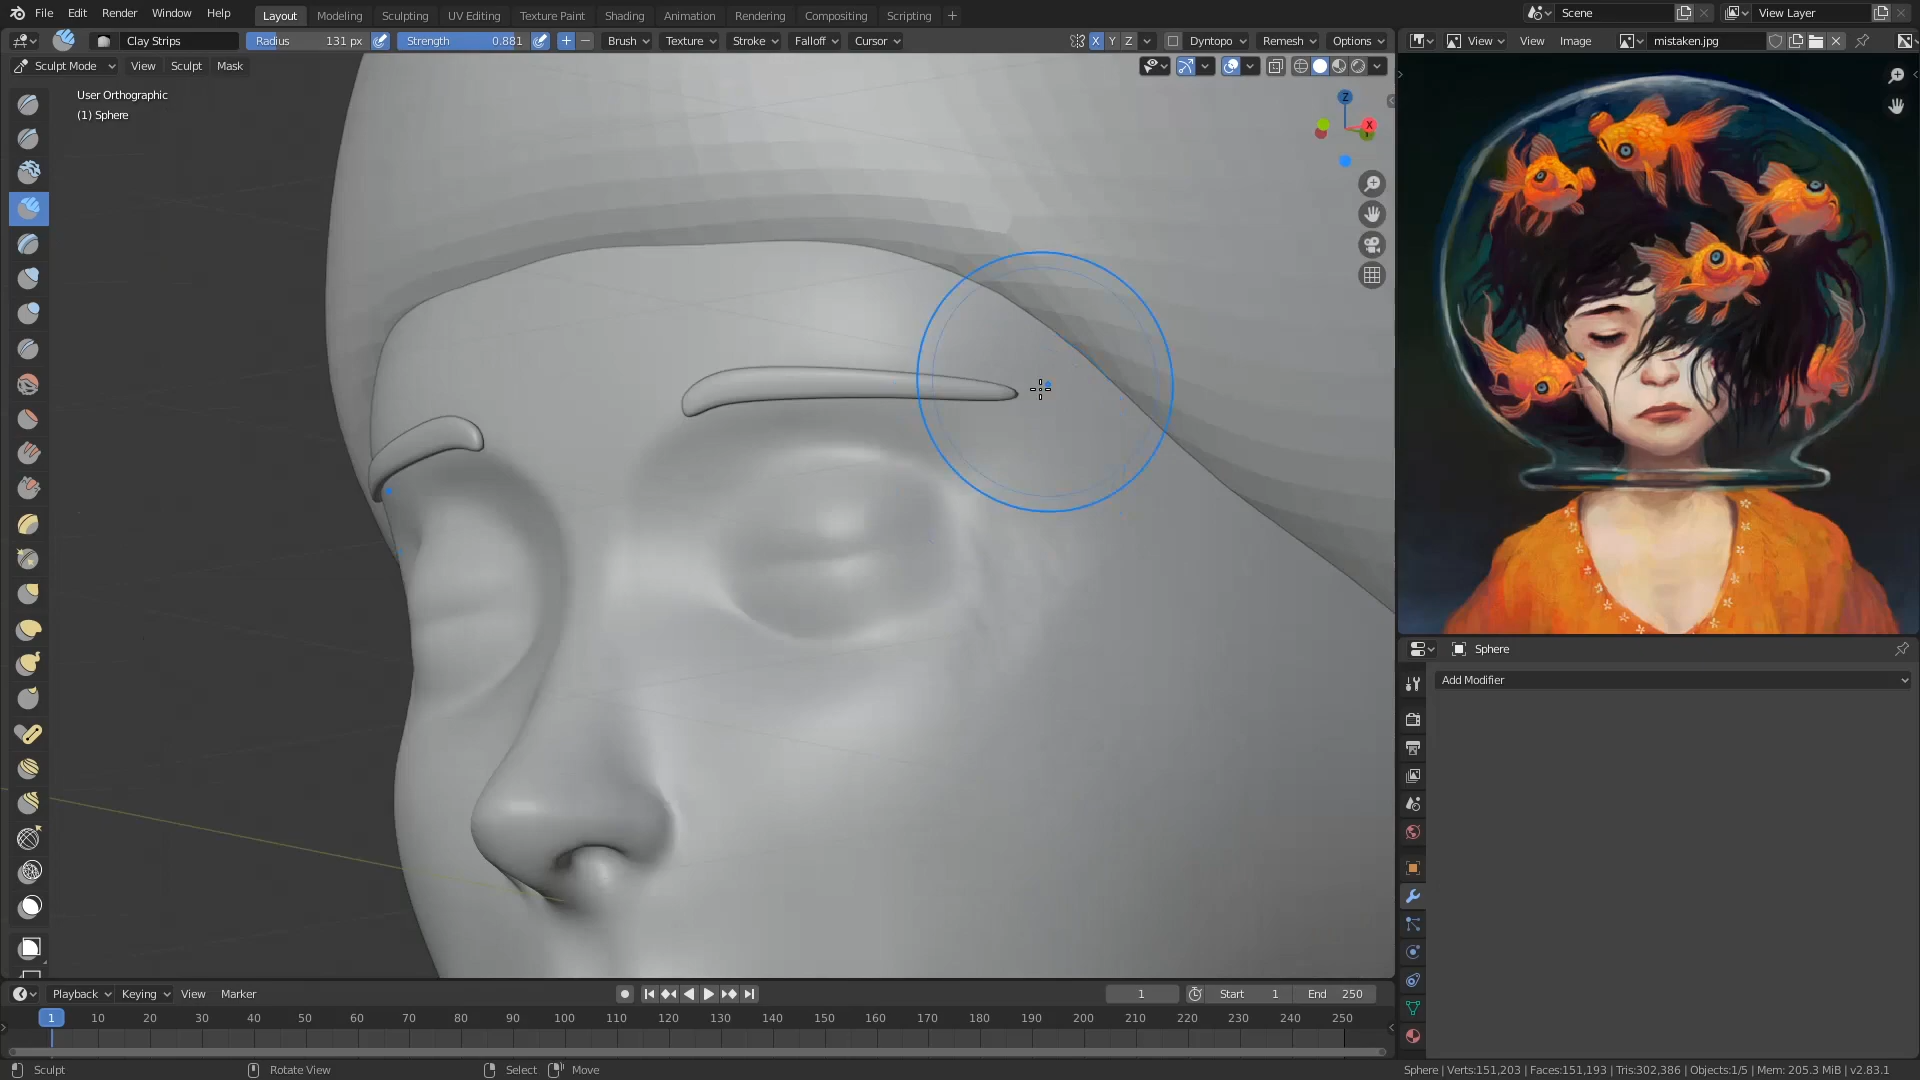 File Edit Render Window Help Layout Modeling Sculpting UV Editing Texture Paint Shading Animation Rendering Compositing Scripting + Scene View Layer
Clay Strips Radius 131 px Strength 0.881 Brush Texture Stroke Falloff Cursor X Y Z Dyntopo Remesh Options View View Image mistaken.jpg
Sculpt Mode View Sculpt Mask
User Orthographic
(1) Sphere
Z
X
Y
Sphere
Add Modifier
Playback Keying View Marker 1 Start 1 End 250
1 10 20 30 40 50 60 70 80 90 100 110 120 130 140 150 160 170 180 190 200 210 220 230 240 250
Sculpt Rotate View Select Move Sphere | Verts:151,203 | Faces:151,193 | Tris:302,386 | Objects:1/5 | Mem: 205.3 MiB | v2.83.1